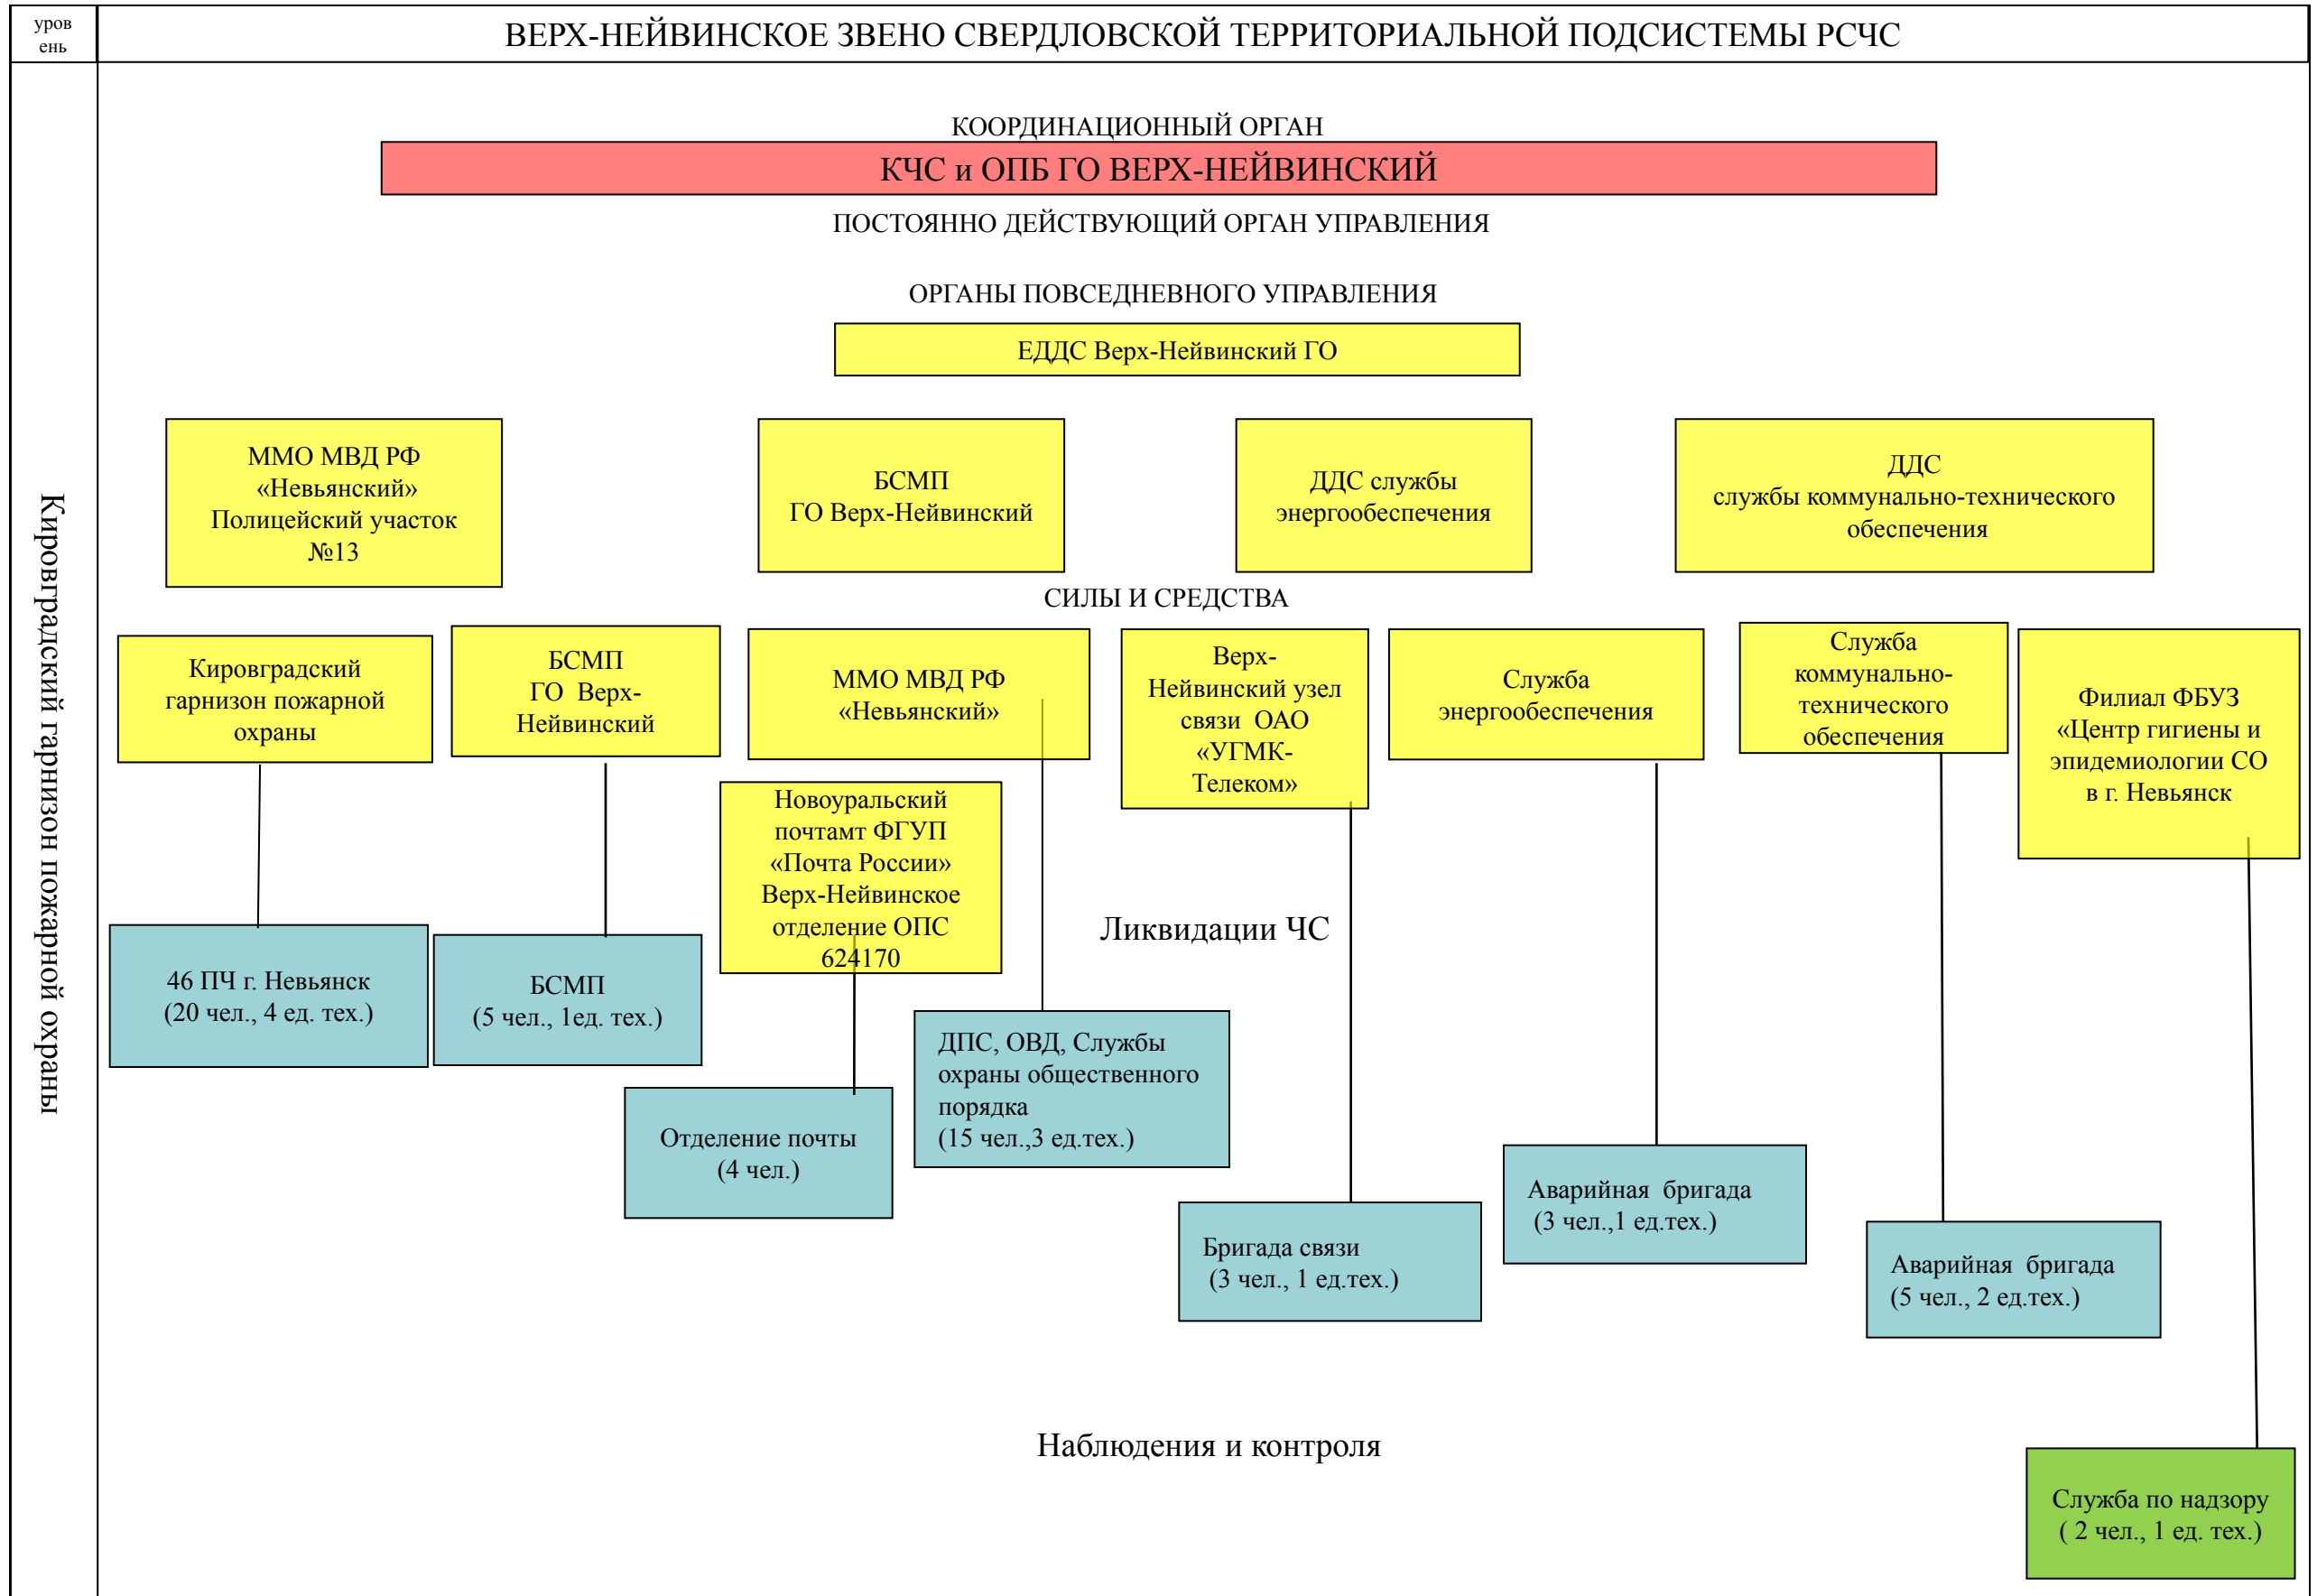 уров
ень
ВЕРХ-НЕЙВИНСКОЕ ЗВЕНО СВЕРДЛОВСКОЙ ТЕРРИТОРИАЛЬНОЙ ПОДСИСТЕМЫ РСЧС
Кировградский гарнизон пожарной охраны
КООРДИНАЦИОННЫЙ ОРГАН
КЧС и ОПБ ГО ВЕРХ-НЕЙВИНСКИЙ
ПОСТОЯННО ДЕЙСТВУЮЩИЙ ОРГАН УПРАВЛЕНИЯ
ОРГАНЫ ПОВСЕДНЕВНОГО УПРАВЛЕНИЯ
ЕДДС Верх-Нейвинский ГО
ММО МВД РФ
«Невьянский»
Полицейский участок
№13
БСМП
ГО Верх-Нейвинский
ДДС службы
энергообеспечения
ДДС
службы коммунально-технического
обеспечения
СИЛЫ И СРЕДСТВА
Кировградский
гарнизон пожарной
охраны
БСМП
ГО Верх-
Нейвинский
ММО МВД РФ
«Невьянский»
Верх-
Нейвинский узел
связи ОАО
«УГМК-
Телеком»
Служба
энергообеспечения
Служба
коммунально-
технического
обеспечения
Филиал ФБУЗ
«Центр гигиены и
эпидемиологии СО
в г. Невьянск
Новоуральский
почтамт ФГУП
«Почта России»
Верх-Нейвинское
отделение ОПС
624170
Ликвидации ЧС
46 ПЧ г. Невьянск
(20 чел., 4 ед. тех.)
БСМП
(5 чел., 1ед. тех.)
Отделение почты
(4 чел.)
ДПС, ОВД, Службы
охраны общественного
порядка
(15 чел.,3 ед.тех.)
Бригада связи
(3 чел., 1 ед.тех.)
Аварийная бригада
(3 чел.,1 ед.тех.)
Аварийная бригада
(5 чел., 2 ед.тех.)
Наблюдения и контроля
Служба по надзору
( 2 чел., 1 ед. тех.)